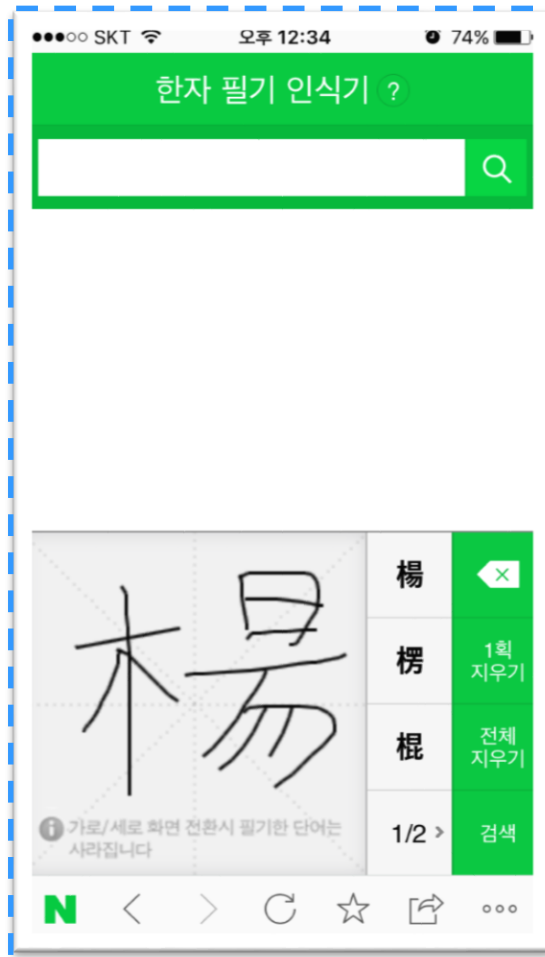 SKT 오후 12:34 74%
한자 필기 인식기 ?
楊
楊
1획
지우기
楞
전체
지우기
棍
가로/세로 화면 전환시 필기한 단어는
사라집니다
1/2 >
검색
N